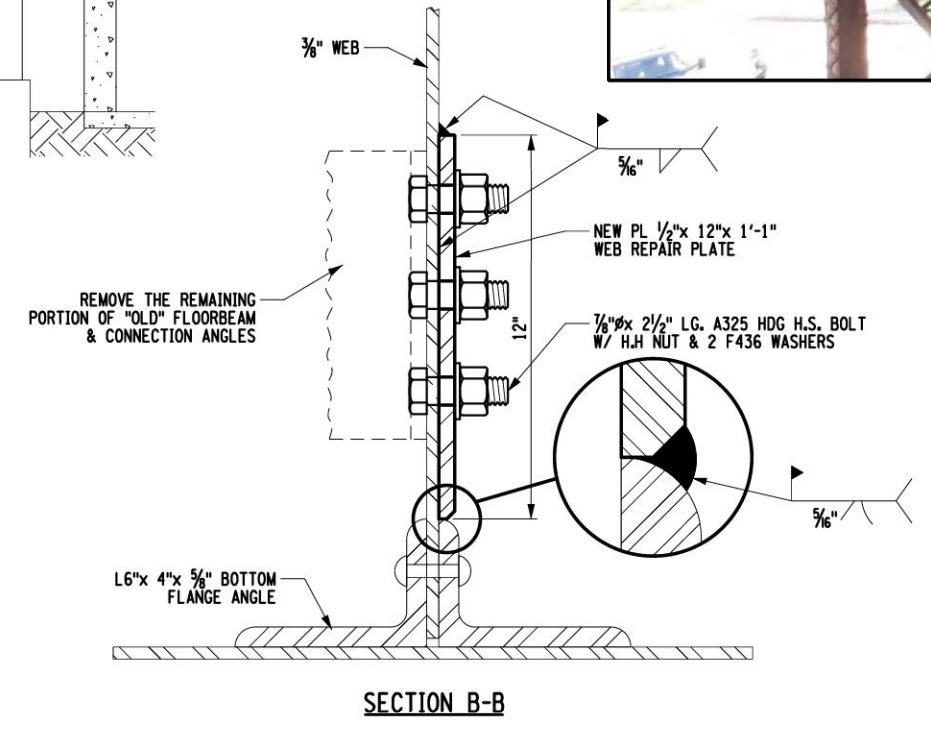 ⅜" WEB
5⁄16"
NEW PL ½"x 12"x 1'-1"
WEB REPAIR PLATE
REMOVE THE REMAINING
PORTION OF "OLD" FLOORBEAM
& CONNECTION ANGLES
12"
⅞"øx 2½" LG. A325 HDG H.S. BOLT
W/ H.H NUT & 2 F436 WASHERS
5⁄16"
L6"x 4"x ⅝" BOTTOM
FLANGE ANGLE
SECTION B-B